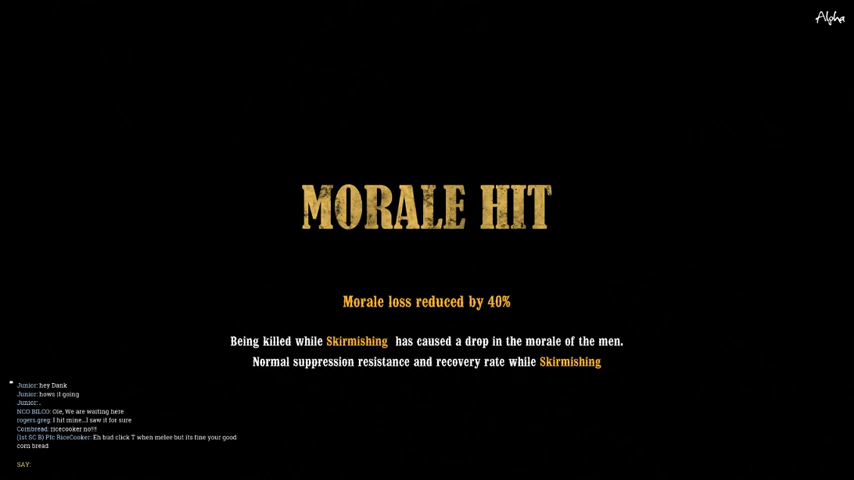 Alpha
MORALE HIT
Morale loss reduced by 40%
Being killed while Skirmishing has caused a drop in the morale of the men.
Normal suppression resistance and recovery rate while Skirmishing
Junior: hey Dank
Junior: hows it going
Junior: .
NCO BILCO: Ole, We are waiting here
rogers.greg: I hit mine...I saw it for sure
Cornbread: ricecooker no!!!!
(1st SC B) Pfc RiceCooker: Eh bud click T when melee but its fine your good
corn bread
SAY: